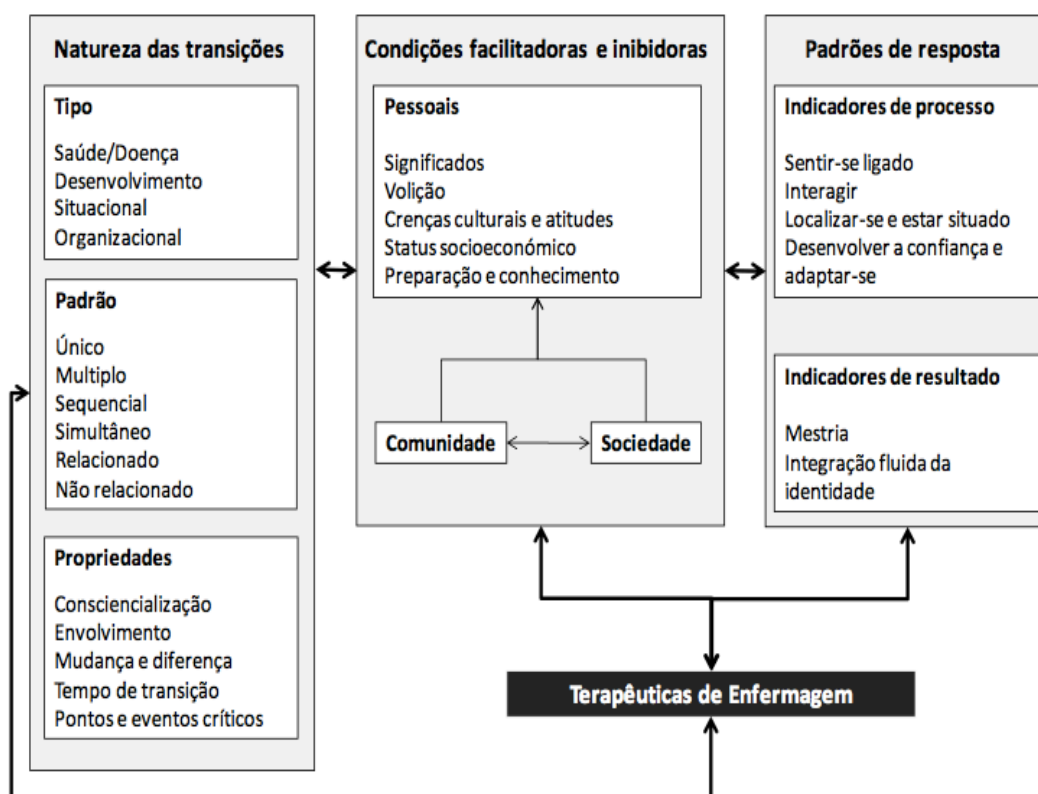 Natureza das transições
Tipo
Saúde/Doença
Desenvolvimento
Situacional
Organizacional
Padrão
Único
Multiplo
Sequencial
Simultâneo
Relacionado
Não relacionado
Propriedades
Consciencialização
Envolvimento
Mudança e diferença
Tempo de transição
Pontos e eventos críticos
Condições facilitadoras e inibidoras
Pessoais
Significados
Volição
Crenças culturais e atitudes
Status socioeconómico
Preparação e conhecimento
Comunidade
Sociedade
Padrões de resposta
Indicadores de processo
Sentir-se ligado
Interagir
Localizar-se e estar situado
Desenvolver a confiança e
adaptar-se
Indicadores de resultado
Mestria
Integração fluida da
identidade
Terapêuticas de Enfermagem